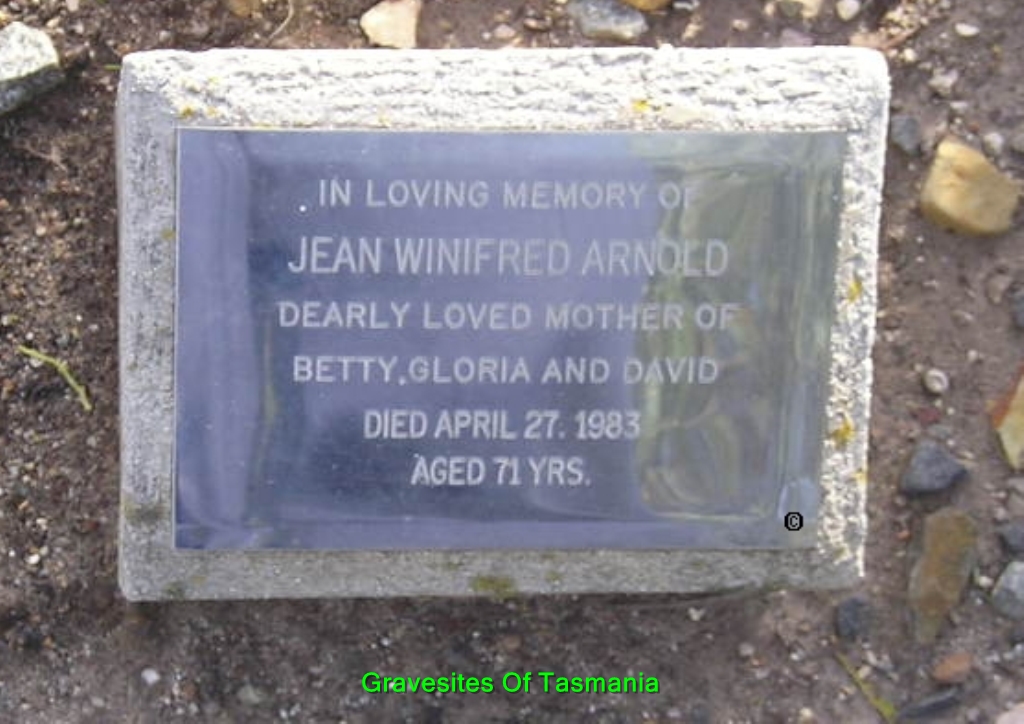 IN LOVING MEMORY OF
JEAN WINIFRED ARNOLD
DEARLY LOVED MOTHER OF
BETTY, GLORIA AND DAVID
DIED APRIL 27. 1983
AGED 71 YRS.
©
Gravesites Of Tasmania